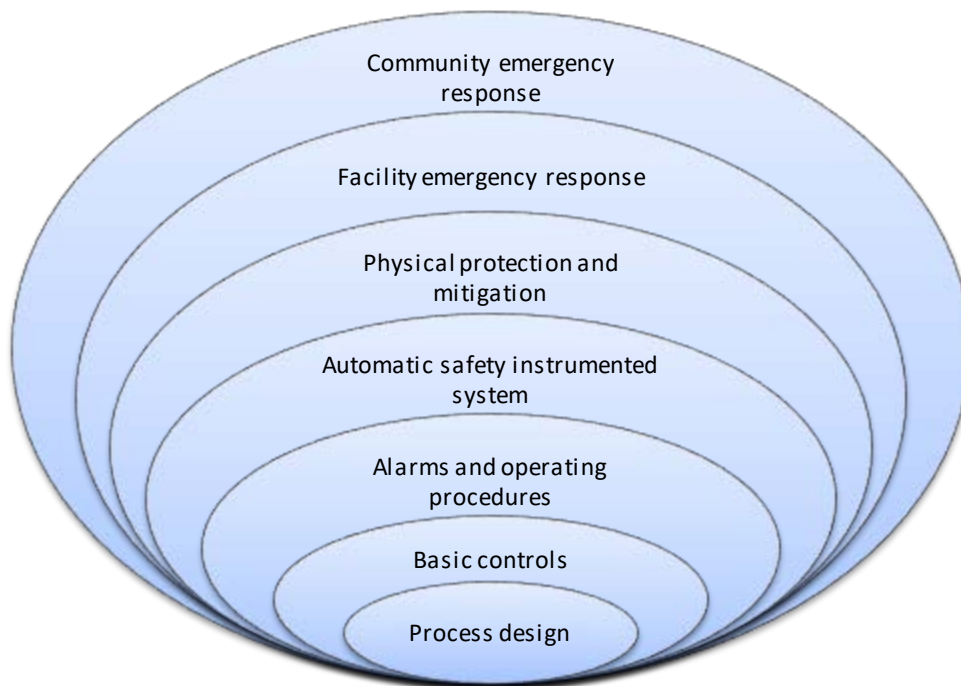 Community emergency
response
Facility emergency response
Physical protection and
mitigation
Automatic safety instrumented
system
Alarms and operating
procedures
Basic controls
Process design